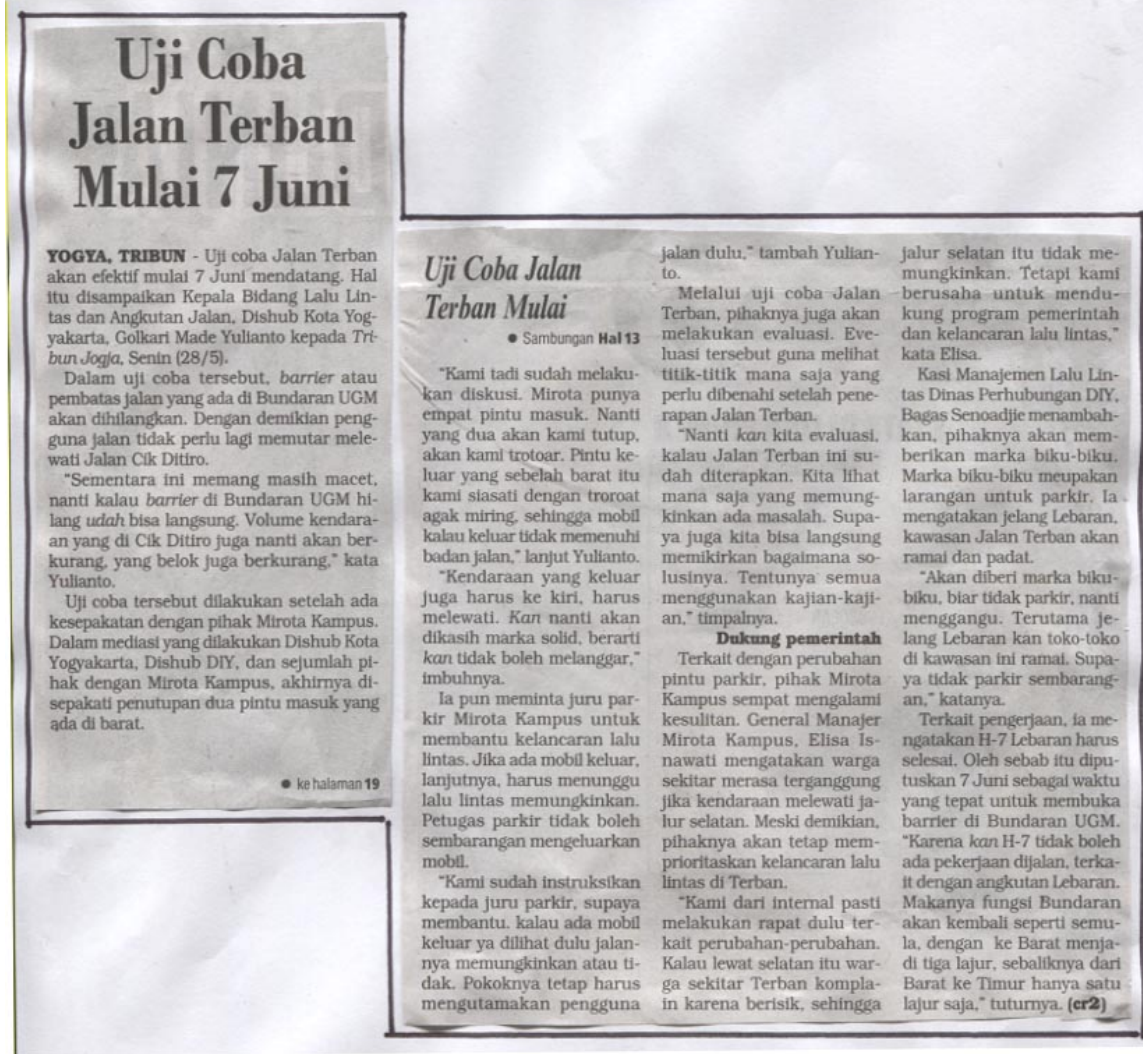 Uji Coba
Jalan Terban
Mulai 7 Juni
YOGYA, TRIBUN - Uji coba Jalan Terban
akan efektif mulai 7 Juni mendatang. Hal
itu disampaikan Kepala Bidang Lalu Lin-
tas dan Angkutan Jalan, Dishub Kota Yog-
yakarta, Golkari Made Yulianto kepada Tri-
bun Jogja, Senin (28/5).
Dalam uji coba tersebut, barrier atau
pembatas jalan yang ada di Bundaran UGM
akan dihilangkan. Dengan demikian peng-
guna jalan tidak perlu lagi memutar mele-
wati Jalan Cik Ditiro.
"Sementara ini memang masih macet,
nanti kalau barrier di Bundaran UGM hi-
lang udah bisa langsung. Volume kendara-
an yang di Cik Ditiro juga nanti akan ber-
kurang, yang belok juga berkurang," kata
Yulianto.
Uji coba tersebut dilakukan setelah ada
kesepakatan dengan pihak Mirota Kampus.
Dalam mediasi yang dilakukan Dishub Kota
Yogyakarta, Dishub DIY, dan sejumlah pi-
hak dengan Mirota Kampus, akhirnya di-
sepakati penutupan dua pintu masuk yang
ada di barat.
● ke halaman 19
Uji Coba Jalan
Terban Mulai
● Sambungan Hal 13
"Kami tadi sudah melaku-
kan diskusi. Mirota punya
empat pintu masuk. Nanti
yang dua akan kami tutup,
akan kami trotoar. Pintu ke-
luar yang sebelah barat itu
kami siasati dengan troroat
agak miring, sehingga mobil
kalau keluar tidak memenuhi
badan jalan," lanjut Yulianto.
"Kendaraan yang keluar
juga harus ke kiri, harus
melewati. Kan nanti akan
dikasih marka solid, berarti
kan tidak boleh melanggar,"
imbuhnya.
Ia pun meminta juru par-
kir Mirota Kampus untuk
membantu kelancaran lalu
lintas. Jika ada mobil keluar,
lanjutnya, harus menunggu
lalu lintas memungkinkan.
Petugas parkir tidak boleh
sembarangan mengeluarkan
mobil.
"Kami sudah instruksikan
kepada juru parkir, supaya
membantu. kalau ada mobil
keluar ya dilihat dulu jalan-
nya memungkinkan atau ti-
dak. Pokoknya tetap harus
mengutamakan pengguna
jalan dulu," tambah Yulian-
to.
Melalui uji coba Jalan
Terban, pihaknya juga akan
melakukan evaluasi. Eve-
luasi tersebut guna melihat
titik-titik mana saja yang
perlu dibenahi setelah pene-
rapan Jalan Terban.
"Nanti kan kita evaluasi,
kalau Jalan Terban ini su-
dah diterapkan. Kita lihat
mana saja yang memung-
kinkan ada masalah. Supa-
ya juga kita bisa langsung
memikirkan bagaimana so-
lusinya. Tentunya semua
menggunakan kajian-kaji-
an," timpalnya.
Dukung pemerintah
Terkait dengan perubahan
pintu parkir, pihak Mirota
Kampus sempat mengalami
kesulitan. General Manajer
Mirota Kampus, Elisa Is-
nawati mengatakan warga
sekitar merasa terganggung
jika kendaraan melewati ja-
lur selatan. Meski demikian,
pihaknya akan tetap mem-
prioritaskan kelancaran lalu
lintas di Terban.
"Kami dari internal pasti
melakukan rapat dulu ter-
kait perubahan-perubahan.
Kalau lewat selatan itu war-
ga sekitar Terban kompla-
in karena berisik, sehingga
jalur selatan itu tidak me-
mungkinkan. Tetapi kami
berusaha untuk mendu-
kung program pemerintah
dan kelancaran lalu lintas,"
kata Elisa.
Kasi Manajemen Lalu Lin-
tas Dinas Perhubungan DIY,
Bagas Senoadjie menambah-
kan, pihaknya akan mem-
berikan marka biku-biku.
Marka biku-biku meupakan
larangan untuk parkir. Ia
mengatakan jelang Lebaran,
kawasan Jalan Terban akan
ramai dan padat.
"Akan diberi marka biku-
biku, biar tidak parkir, nanti
menggangu. Terutama je-
lang Lebaran kan toko-toko
di kawasan ini ramai. Supa-
ya tidak parkir sembarang-
an," katanya.
Terkait pengerjaan, ia me-
ngatakan H-7 Lebaran harus
selesai. Oleh sebab itu dipu-
tuskan 7 Juni sebagai waktu
yang tepat untuk membuka
barrier di Bundaran UGM.
"Karena kan H-7 tidak boleh
ada pekerjaan dijalan, terka-
it dengan angkutan Lebaran.
Makanya fungsi Bundaran
akan kembali seperti semu-
la, dengan ke Barat menja-
di tiga lajur, sebaliknya dari
Barat ke Timur hanya satu
lajur saja," tuturnya. (cr2)